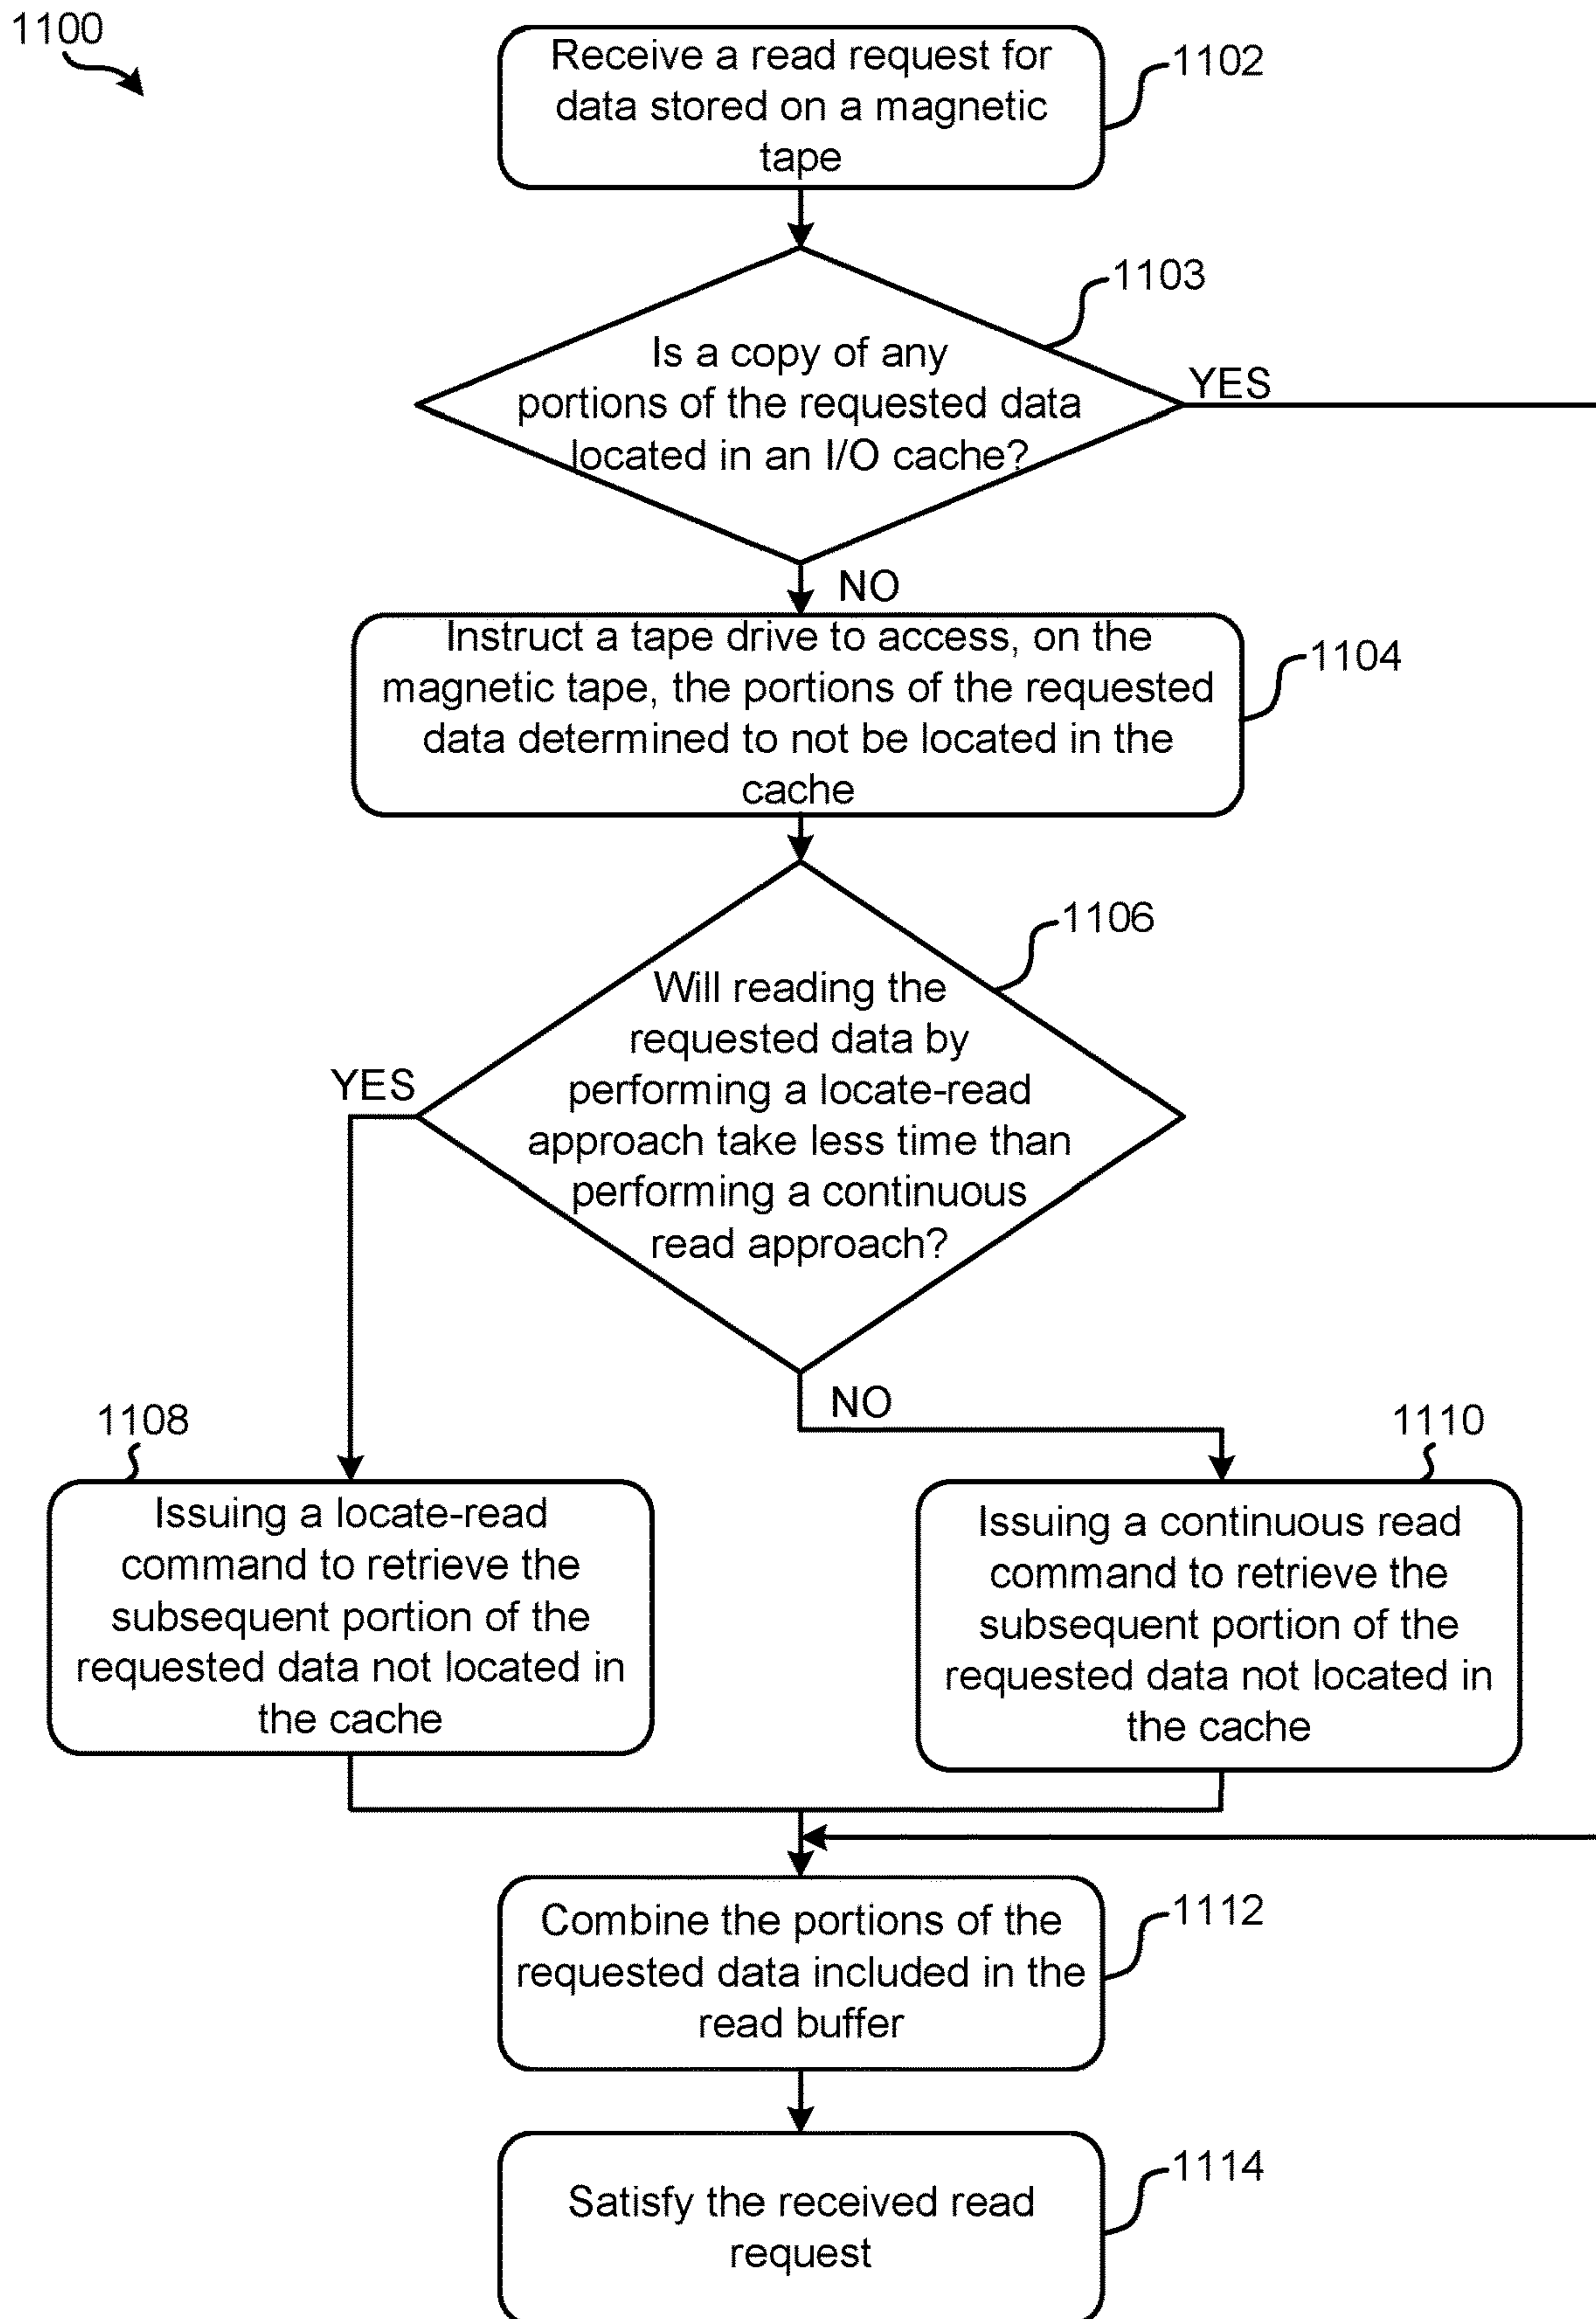 1100
Receive a read request for
data stored on a magnetic
tape
1102
1103
Is a copy of any
portions of the requested data
located in an I/O cache?
YES
NO
Instruct a tape drive to access, on the
magnetic tape, the portions of the requested
data determined to not be located in the
cache
1104
1106
Will reading the
requested data by
performing a locate-read
approach take less time than
performing a continuous
read approach?
YES
NO
1108
Issuing a locate-read
command to retrieve the
subsequent portion of the
requested data not located in
the cache
1110
Issuing a continuous read
command to retrieve the
subsequent portion of the
requested data not located in
the cache
Combine the portions of the
requested data included in the
read buffer
1112
Satisfy the received read
request
1114